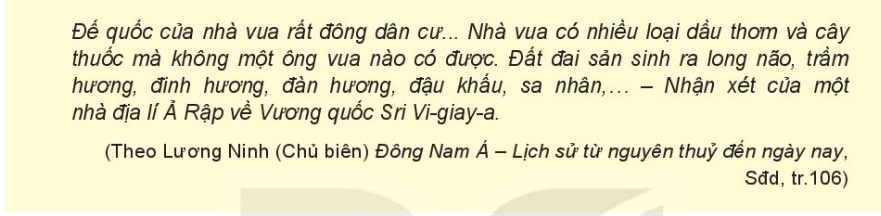 Đế quốc của nhà vua rất đông dân cư... Nhà vua có nhiều loại dầu thơm và cây
thuốc mà không một ông vua nào có được. Đất đai sản sinh ra long não, trầm
hương, đinh hương, đàn hương, đậu khấu, sa nhân,... – Nhận xét của một
nhà địa lí Ả Rập về Vương quốc Sri Vi-giay-a.
(Theo Lương Ninh (Chủ biên) Đông Nam Á – Lịch sử từ nguyên thuỷ đến ngày nay,
Sđd, tr.106)